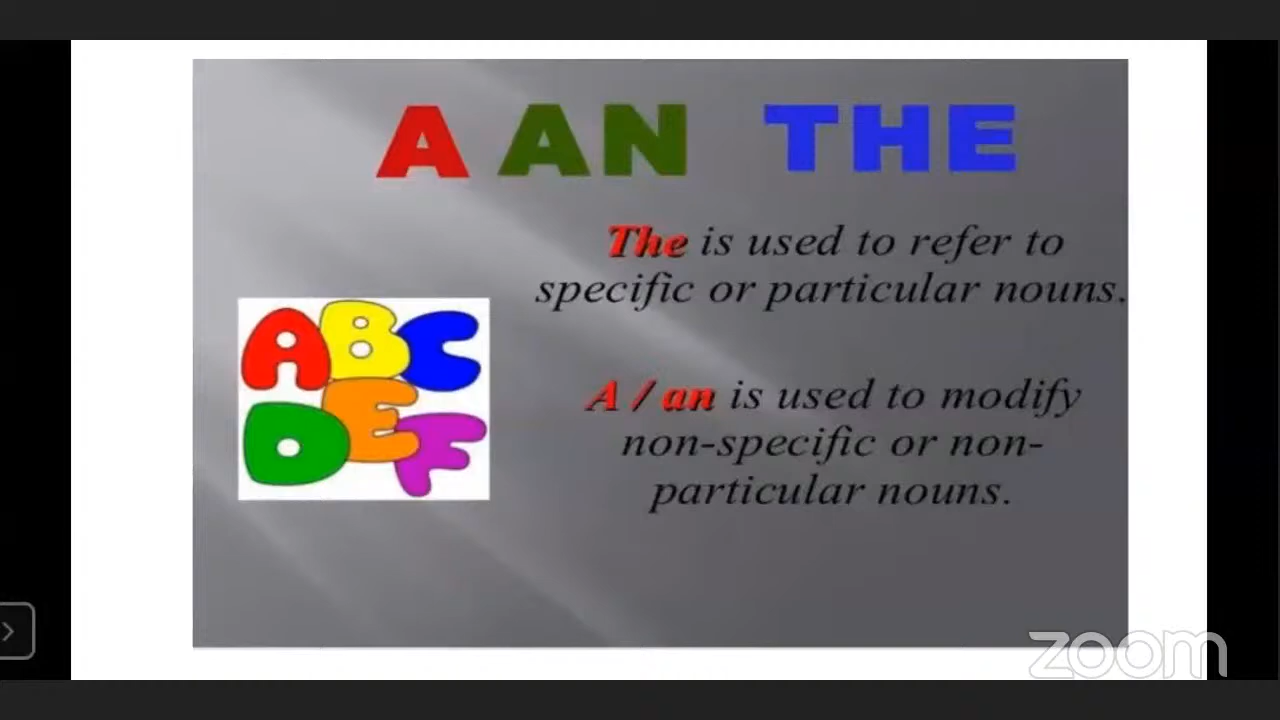 A AN THE
The is used to refer to
specific or particular nouns.
ABC
DEF
A / an is used to modify
non-specific or non-
particular nouns.
zoom